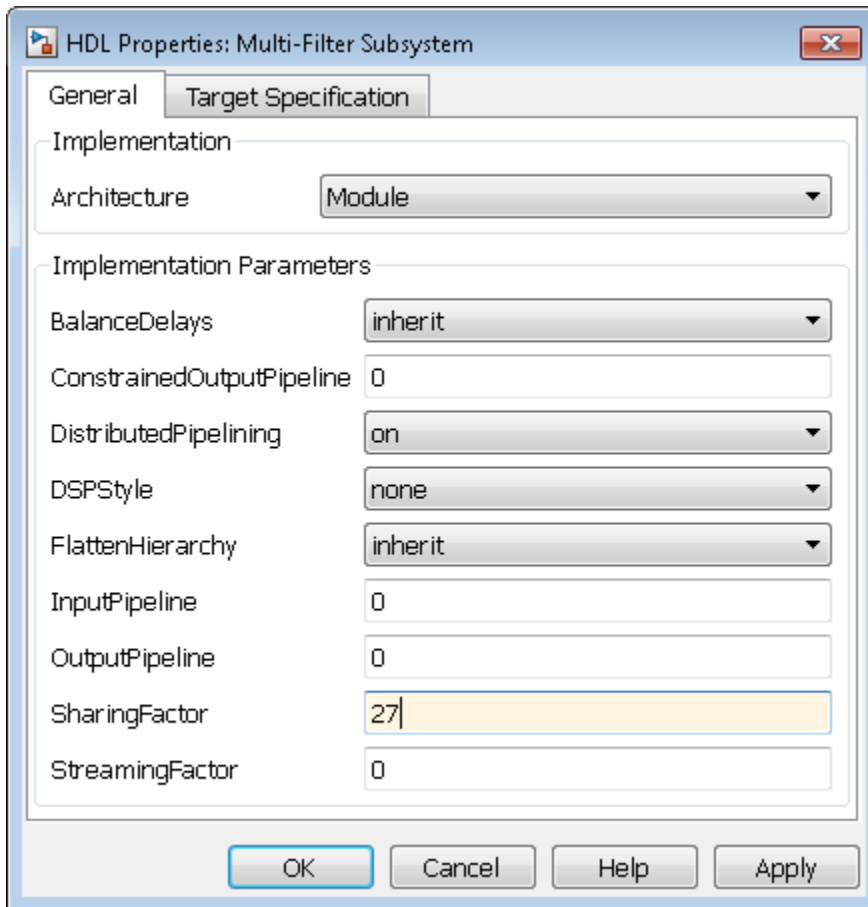 HDL Properties: Multi-Filter Subsystem
General Target Specification
Implementation
Architecture Module
Implementation Parameters
BalanceDelays inherit
ConstrainedOutputPipeline 0
DistributedPipelining on
DSPStyle none
FlattenHierarchy inherit
InputPipeline 0
OutputPipeline 0
SharingFactor 27
StreamingFactor 0
OK Cancel Help Apply